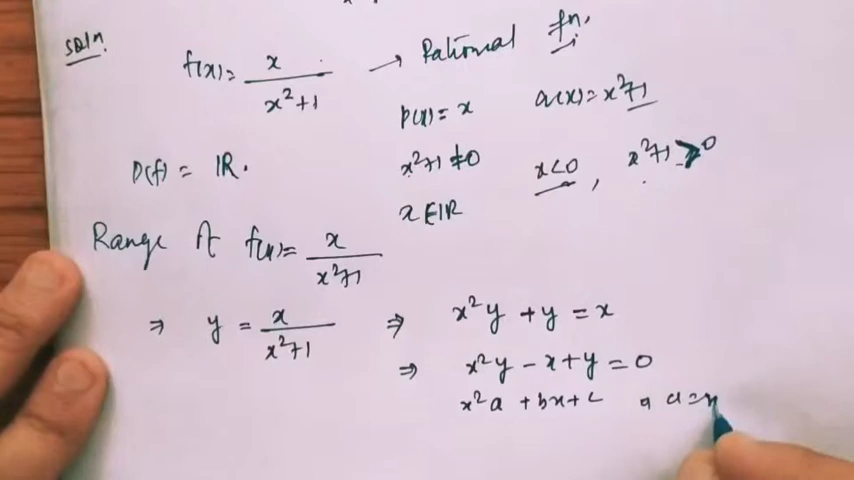 Soln.
f(x) = x / x²+1 → Rational fn.
P(x) = x Q(x) = x²+1
D(f) = IR. x²+1 ≠ 0 x<0, x²+1 > 0
x ∈ IR
Range of f(x) = x / x²+1
⇒ y = x / x²+1 ⇒ x²y + y = x
⇒ x²y - x + y = 0
x²a + bx + c a =